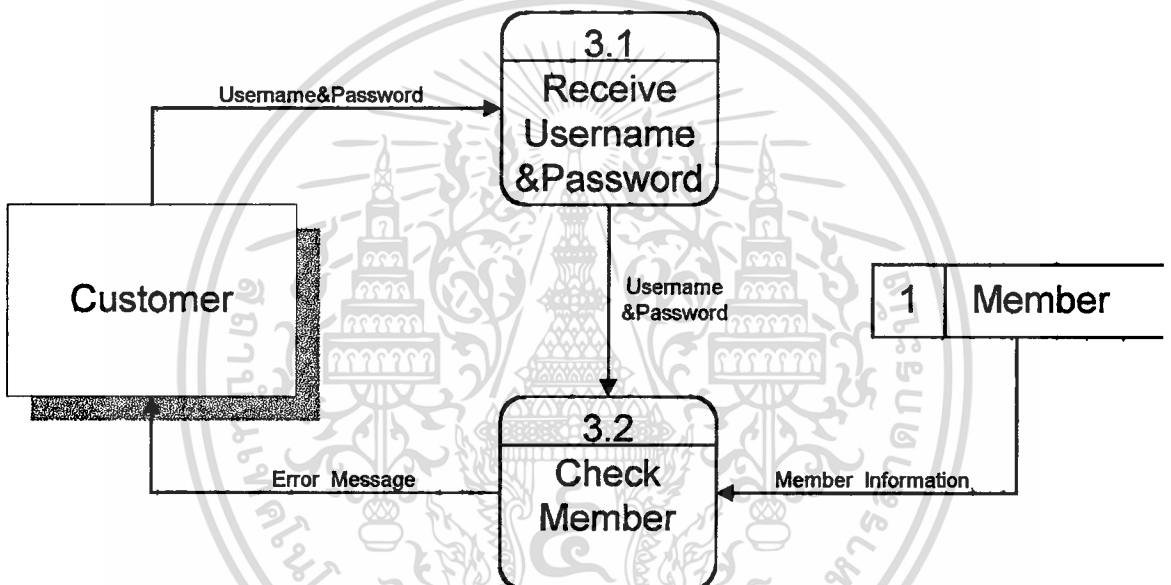 3.1
Receive
Username
&Password
Username&Password
Customer
Username
&Password
1 Member
3.2
Check
Member
Error Message
Member Information